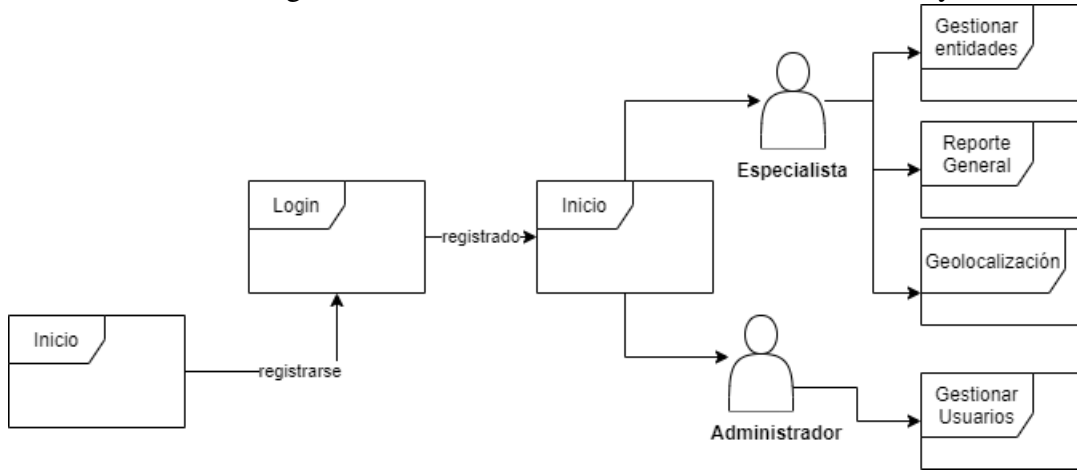 Gestionar
entidades
Especialista
Reporte
General
Login
Inicio
registrado
Geolocalización
Inicio
registrarse
Administrador
Gestionar
Usuarios